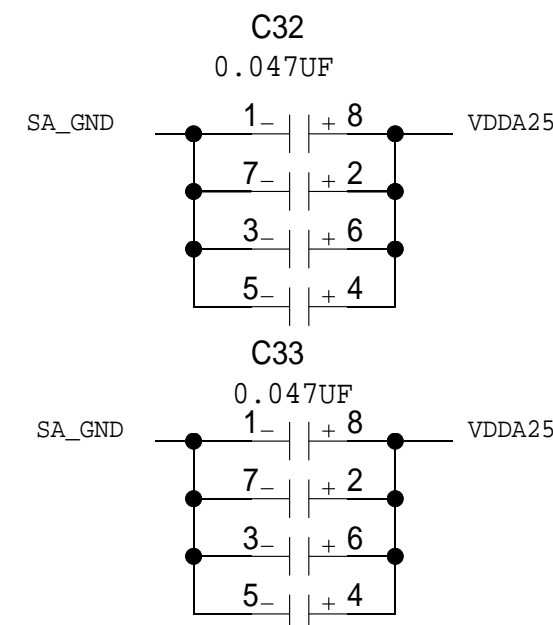 C32
0.047UF
SA_GND 1 - + 8 VDDA25
7 - + 2
3 - + 6
5 - + 4
C33
0.047UF
SA_GND 1 - + 8 VDDA25
7 - + 2
3 - + 6
5 - + 4